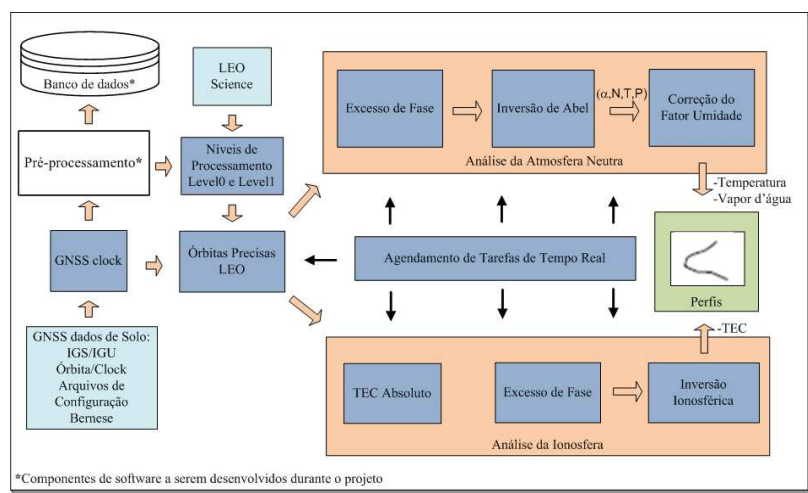 Banco de dados*
LEO
Science
Pré-processamento*
Níveis de
Processamento
Level0 e Level1
GNSS clock
Órbitas Precisas
LEO
GNSS dados de Solo:
IGS/IGU
Órbita/Clock
Arquivos de
Configuração
Bernese
Excesso de Fase
Inversão de Abel
(α,N,T,P)
Correção do
Fator Umidade
Análise da Atmosfera Neutra
-Temperatura
-Vapor d'água
Agendamento de Tarefas de Tempo Real
Perfis
-TEC
TEC Absoluto
Excesso de Fase
Inversão
Ionosférica
Análise da Ionosfera
*Componentes de software a serem desenvolvidos durante o projeto